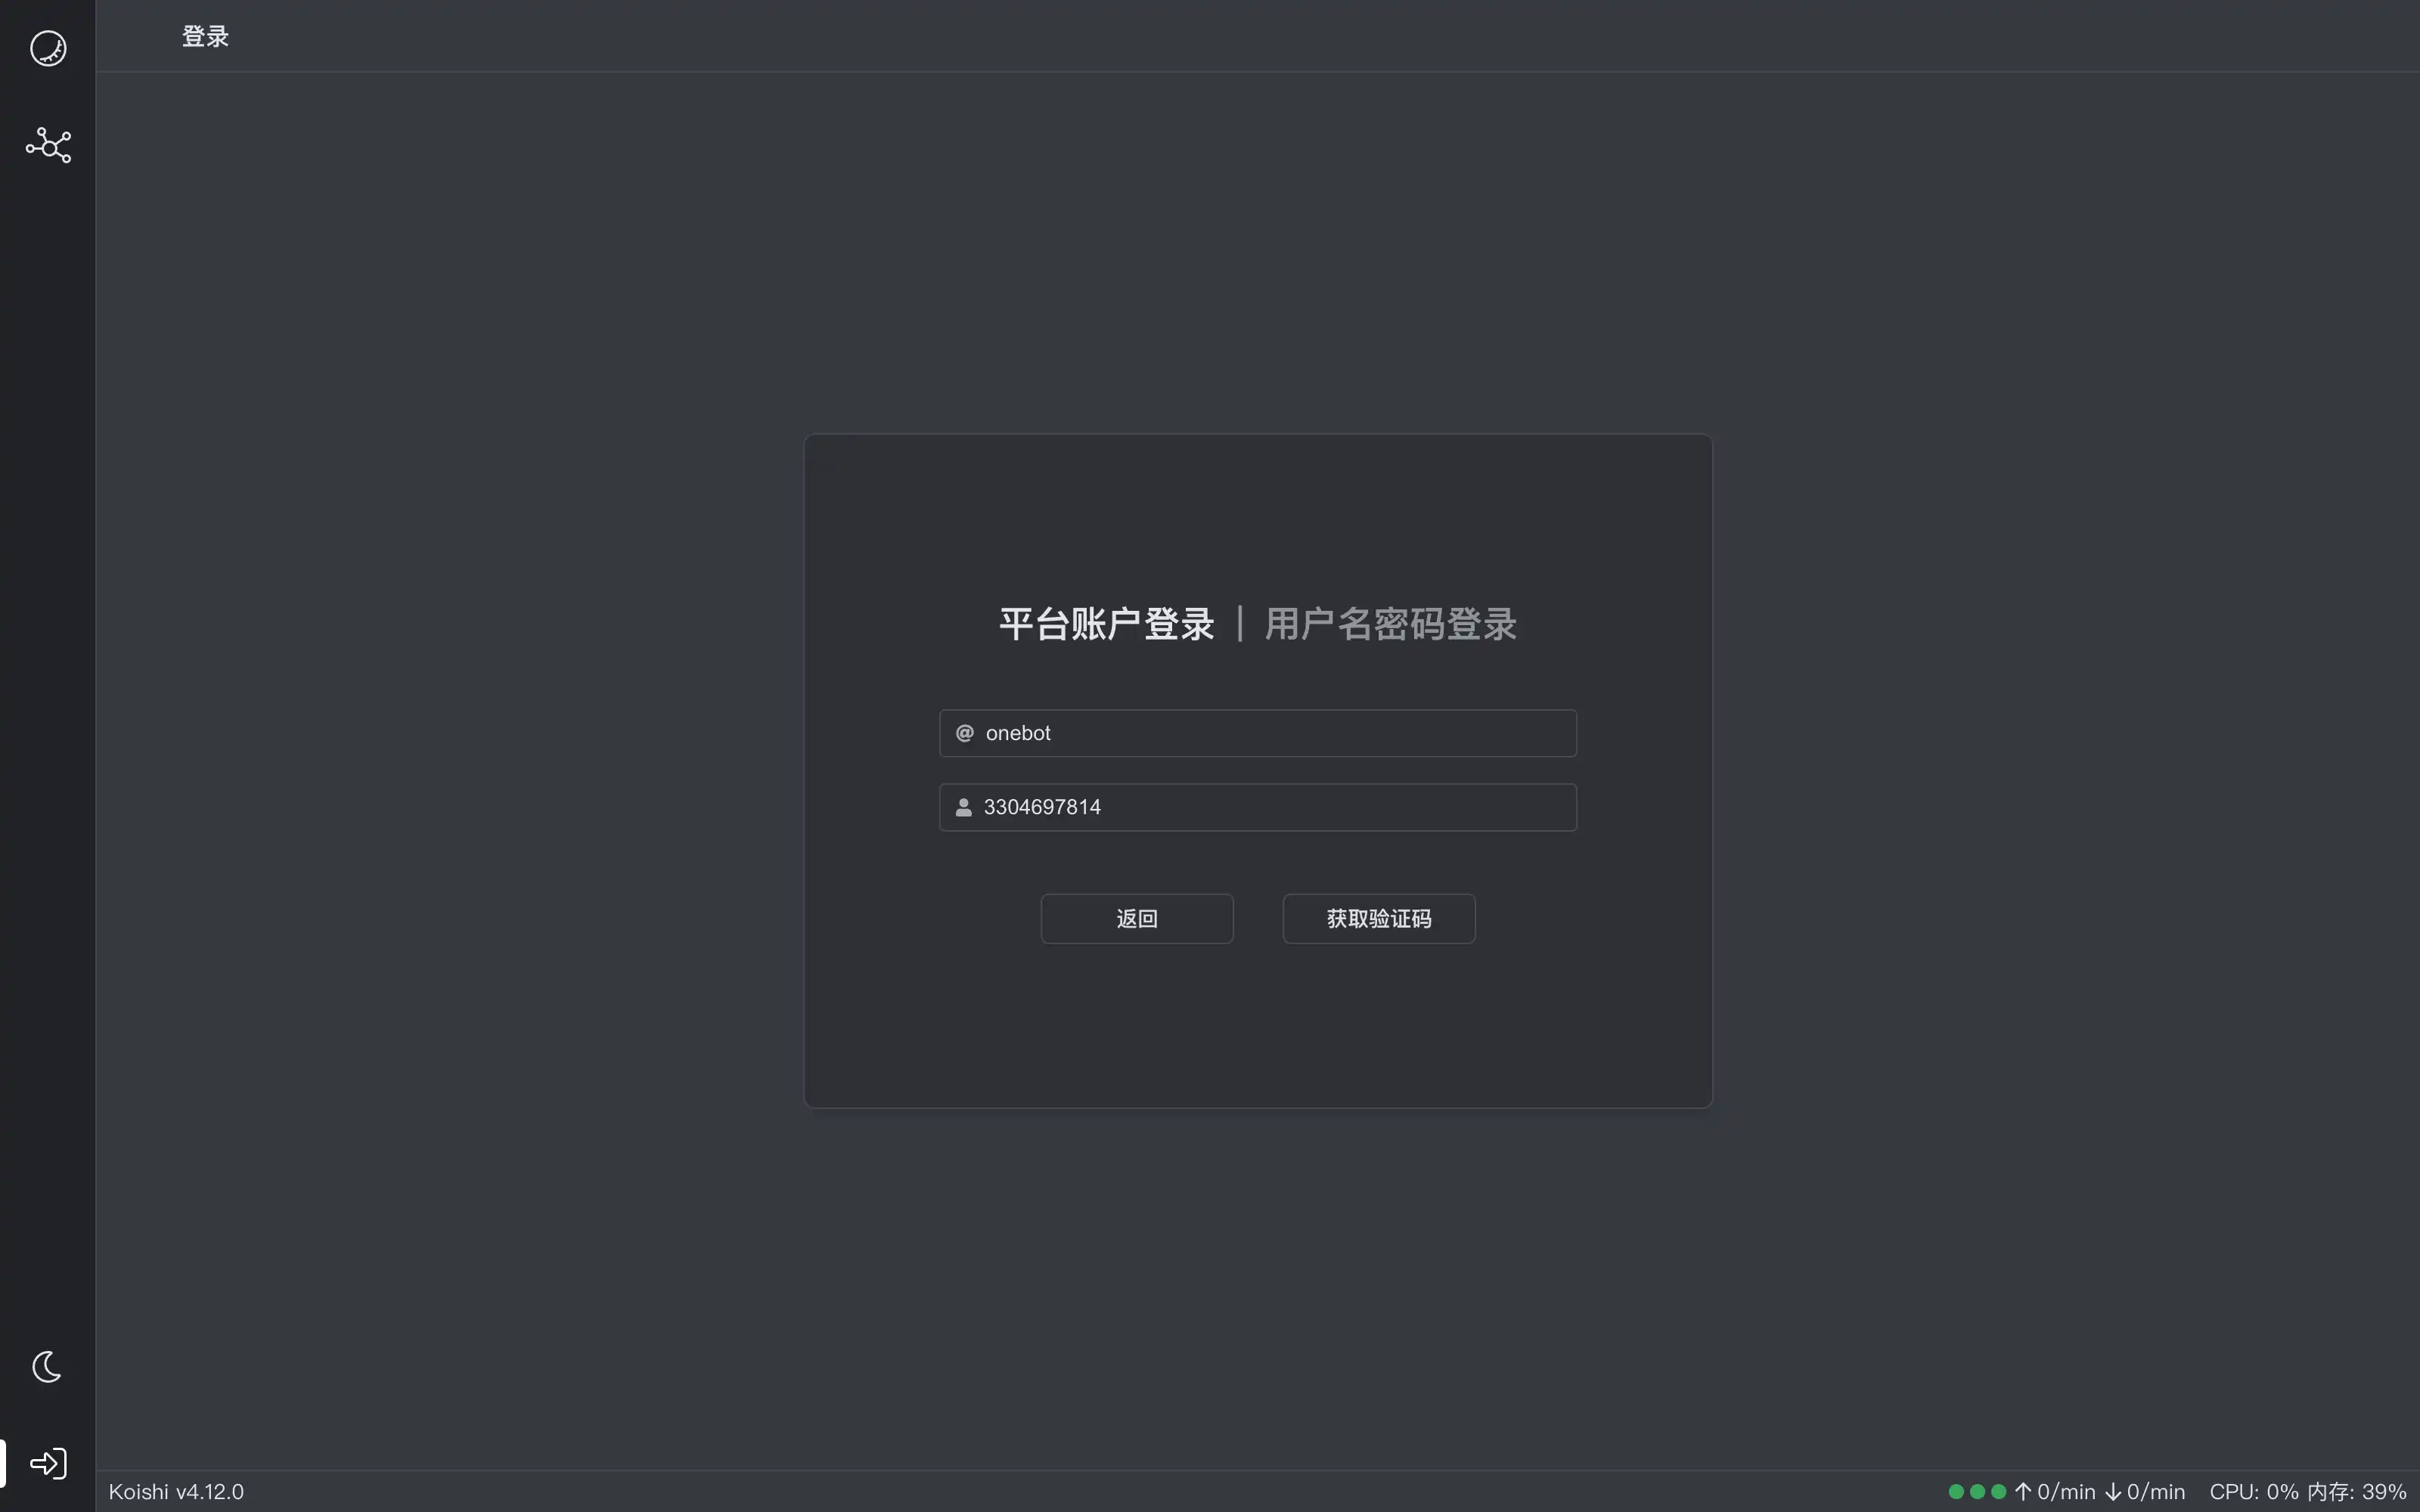 登录
平台账户登录 | 用户名密码登录
@ onebot
3304697814
返回 获取验证码
Koishi v4.12.0 ↑ 0/min ↓ 0/min CPU: 0% 内存: 39%